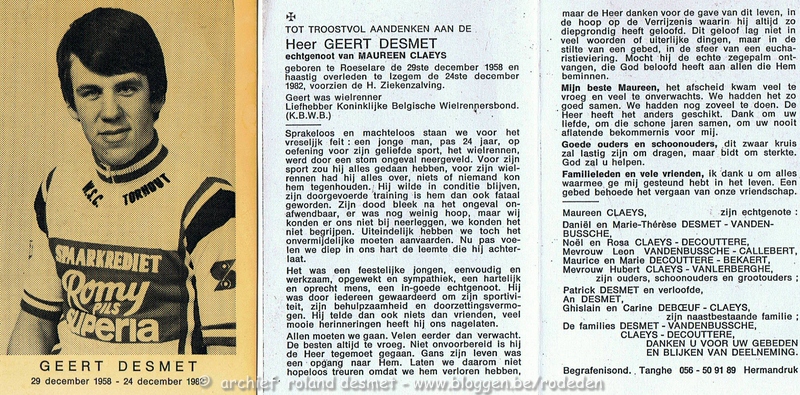 W.S.C. TORHOUT
SPAARKREDIET
Romy
PILS
Superia
GEERT DESMET
29 december 1958 - 24 december 1982
✠
TOT TROOSTVOL AANDENKEN AAN DE
Heer GEERT DESMET
echtgenoot van MAUREEN CLAEYS
geboren te Roeselare de 29ste december 1958 en
haastig overleden te Izegem de 24ste december
1982, voorzien de H. Ziekenzalving.
Geert was wielrenner
Liefhebber Koninklijke Belgische Wielrennersbond.
(K.B.W.B.)
Sprakeloos en machteloos staan we voor het
vreselijk feit : een jonge man, pas 24 jaar, op
oefening voor zijn geliefde sport, het wielrennen,
werd door een stom ongeval neergeveld. Voor zijn
sport zou hij alles gedaan hebben, voor zijn wiel-
rennen had hij alles over, niets of niemand kon
hem tegenhouden. Hij wilde in conditie blijven,
zijn doorgevoerde training is hem dan ook fataal
geworden. Zijn dood bleek na het ongeval on-
afwendbaar, er was nog weinig hoop, maar wij
konden er ons niet bij neerleggen, we konden het
niet begrijpen. Uiteindelijk hebben we toch het
onvermijdelijke moeten aanvaarden. Nu pas voe-
len we diep in ons hart de leemte die hij achter-
laat.
Het was een feestelijke jongen, eenvoudig en
werkzaam, opgewekt en sympathiek, een hartelijk
en oprecht mens, een in-goede echtgenoot. Hij
was door iedereen gewaardeerd om zijn sportivi-
teit, zijn behulpzaamheid en doorzettingsvermo-
gen. Hij telde dan ook niets dan vrienden, veel
mooie herinneringen heeft hij ons nagelaten.
Allen moeten we gaan. Velen eerder dan verwacht.
De besten altijd te vroeg. Niet onvoorbereid is hij
de Heer tegemoet gegaan. Gans zijn leven was
een opgang naar Hem. Laten we daarom niet
hopeloos treuren omdat we hem verloren hebben,
maar de Heer danken voor de gave van dit leven, in
de hoop op de Verrijzenis waarin hij altijd zo
diepgrondig heeft geloofd. Dit geloof lag niet in
veel woorden of uiterlijke dingen, maar in de
stilte van een gebed, in de sfeer van een eucha-
ristieviering. Mocht hij de echte zegepalm ont-
vangen, die God beloofd heeft aan allen die Hem
beminnen.
Mijn beste Maureen, het afscheid kwam veel te
vroeg en veel te onverwachts. We hadden het zo
goed samen. We hadden nog zoveel te doen. De
Heer heeft het anders geschikt. Dank om uw
liefde, om die schone jaren samen, om uw nooit
aflatende bekommernis voor mij.
Goede ouders en schoonouders, dit zwaar kruis
zal lastig zijn om dragen, maar bidt om sterkte.
God zal u helpen.
Familieleden en vele vrienden, ik dank u om alles
waarmee ge mij gesteund hebt in het leven. Een
gebed behoede het vergaan van onze vriendschap.
Maureen CLAEYS, zijn echtgenote :
Daniël en Marie-Thérèse DESMET - VANDEN-
BUSSCHE,
Noël en Rosa CLAEYS - DECOUTTERE,
Mevrouw Leon VANDENBUSSCHE - CALLEBERT,
Maurice en Marie DECOUTTERE - BEKAERT,
Mevrouw Hubert CLAEYS - VANLERBERGHE,
zijn ouders, schoonouders en grootouders ;
Patrick DESMET en verloofde,
An DESMET,
Ghislain en Carine DEBŒUF - CLAEYS,
zijn naastbestaande familie ;
De families DESMET - VANDENBUSSCHE,
CLAEYS - DECOUTTERE,
DANKEN U VOOR UW GEBEDEN
EN BLIJKEN VAN DEELNEMING.
Begrafenisond. Tanghe 056 - 50 91 89 Hermandruk
© archief roland desmet - www.bloggen.be/rodeden